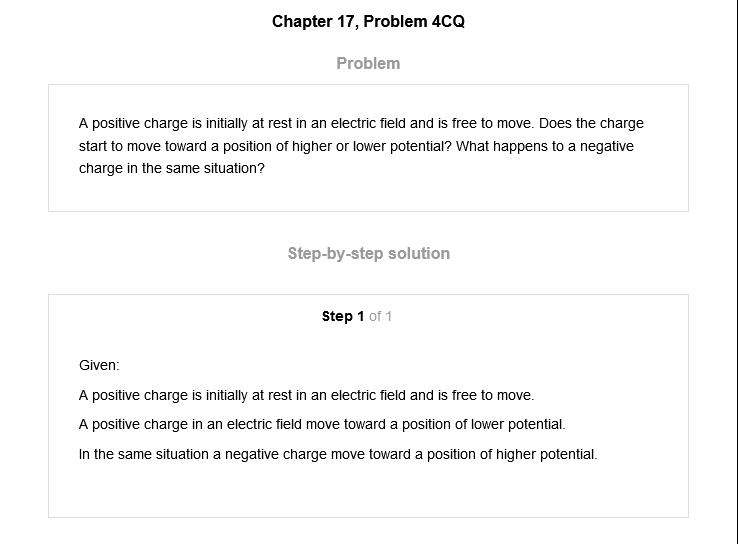 Chapter 17, Problem 4CQ
Problem
A positive charge is initially at rest in an electric field and is free to move. Does the charge
start to move toward a position of higher or lower potential? What happens to a negative
charge in the same situation?
Step-by-step solution
Step 1 of 1
Given:
A positive charge is initially at rest in an electric field and is free to move.
A positive charge in an electric field move toward a position of lower potential.
In the same situation a negative charge move toward a position of higher potential.